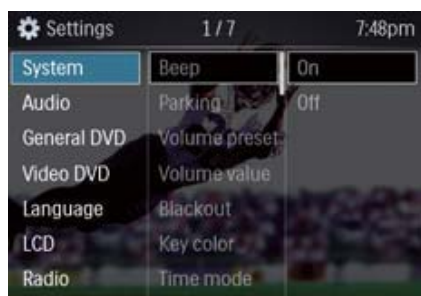 Settings 1/7 7:48pm
System Beep On
Audio Parking Off
General DVD Volume preset
Video DVD Volume value
Language Blackout
LCD Key color
Radio Time mode